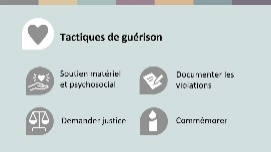 Tactiques de guérison
Soutien matériel
et psychosocial
Documenter les
violations
Demander justice
Commémorer